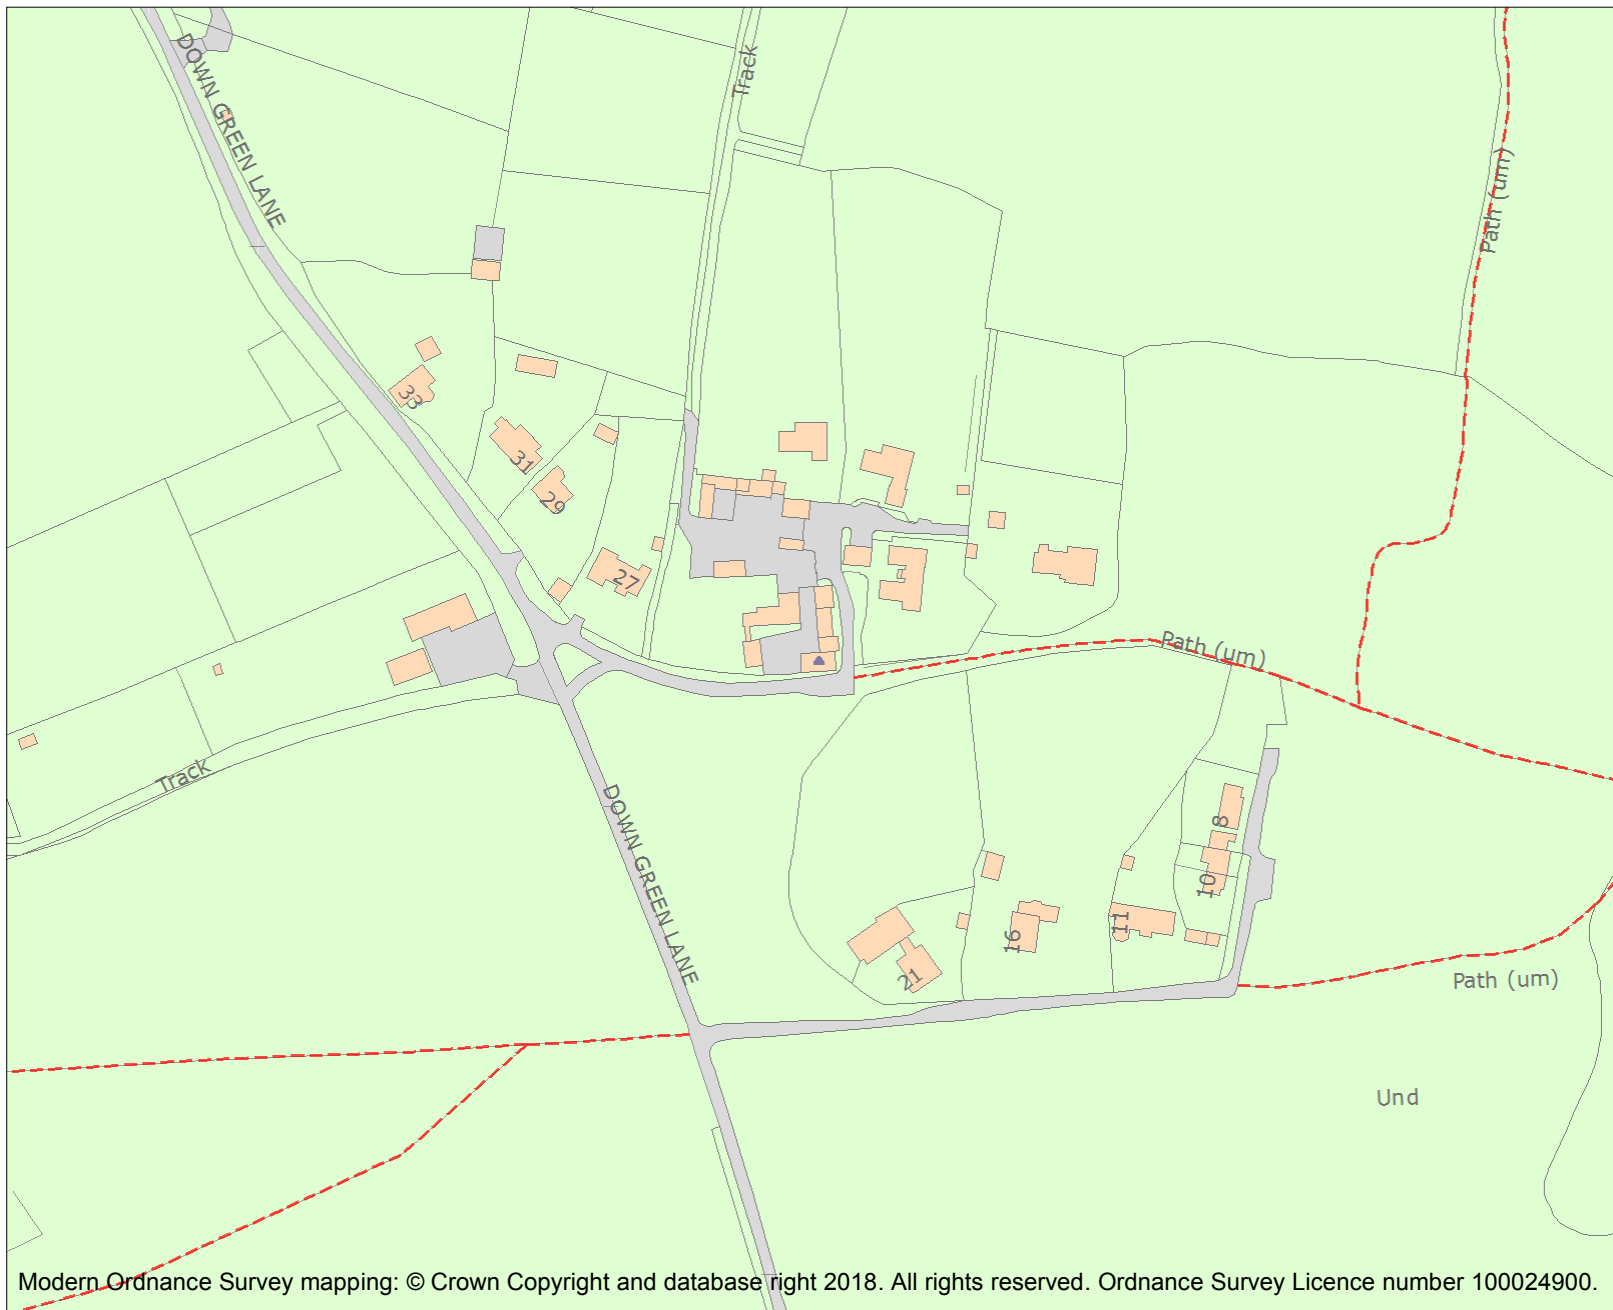 DOWN GREEN LANE
Track
Path (um)
33
31
29
27
Path (um)
Track
DOWN GREEN LANE
8
10
11
16
21
Path (um)
Und
Modern Ordnance Survey mapping: © Crown Copyright and database right 2018. All rights reserved. Ordnance Survey Licence number 100024900.